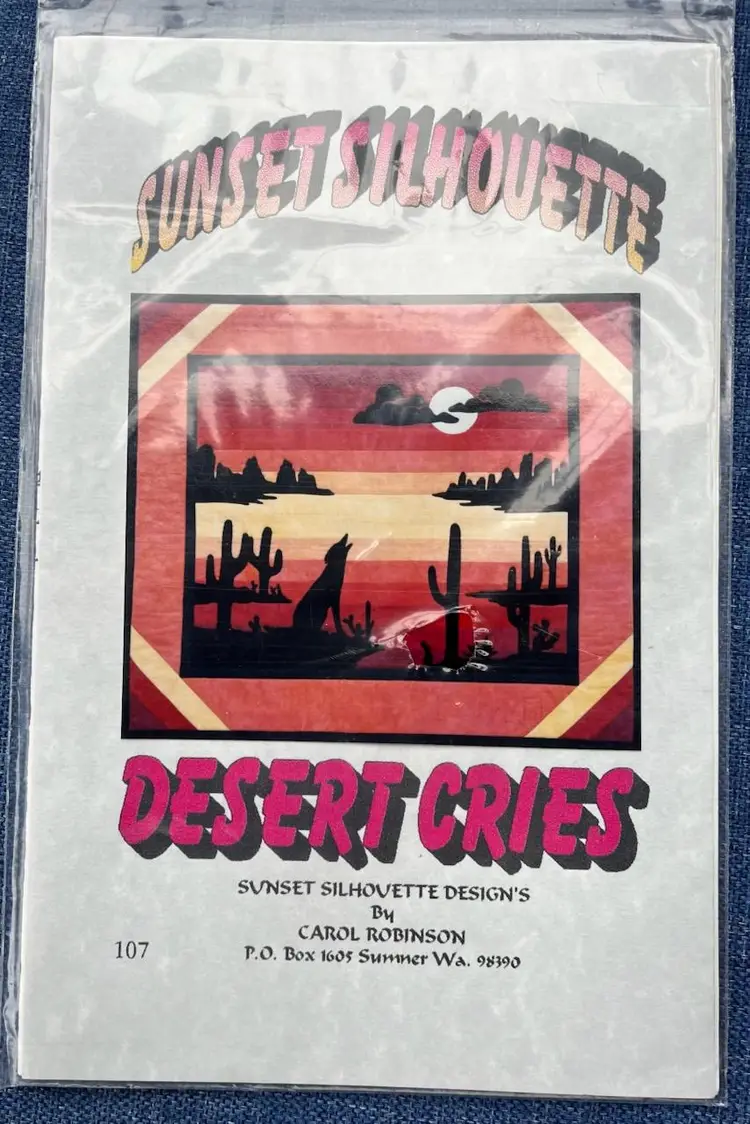 SUNSET SILHOUETTE
DESERT CRIES
SUNSET SILHOUETTE DESIGN'S
By
CAROL ROBINSON
107
P.O. Box 1605 Sumner Wa. 98390